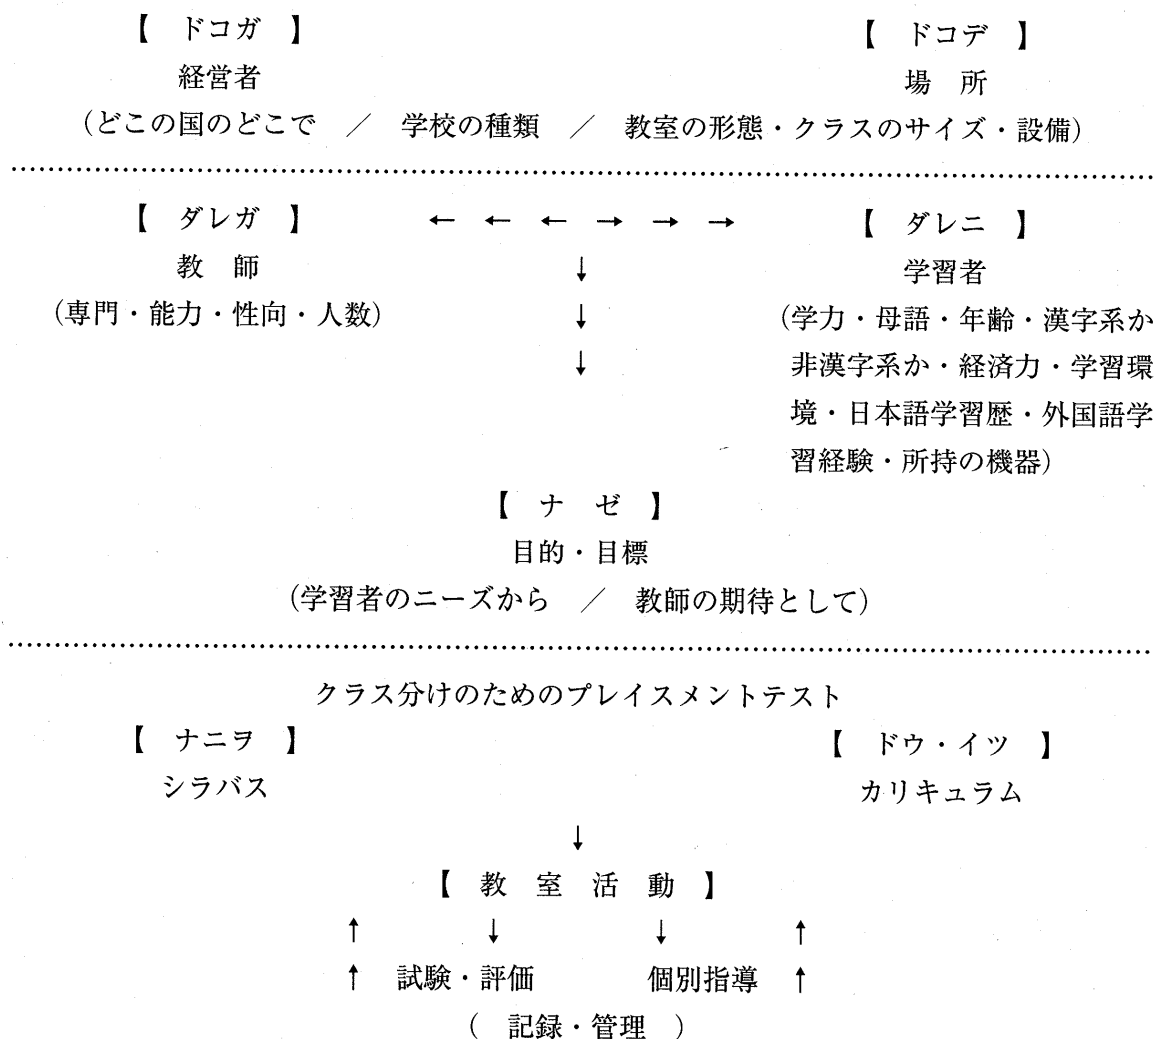 【 ドコガ 】 【 ドコデ 】
経営者 場 所
(どこの国のどこで / 学校の種類 / 教室の形態・クラスのサイズ・設備)
【 ダレガ 】 ← ← ← → → → 【 ダレニ 】
教 師 ↓ 学習者
(専門・能力・性向・人数) ↓ (学力・母語・年齢・漢字系か
↓ 非漢字系か・経済力・学習環
境・日本語学習歴・外国語学
習経験・所持の機器)
【 ナ ゼ 】
目的・目標
(学習者のニーズから / 教師の期待として)
クラス分けのためのプレイスメントテスト
【 ナニヲ 】 【 ドウ・イツ 】
シラバス カリキュラム
↓
【 教 室 活 動 】
↑ ↓ ↓ ↑
↑ 試験・評価 個別指導 ↑
( 記録・管理 )